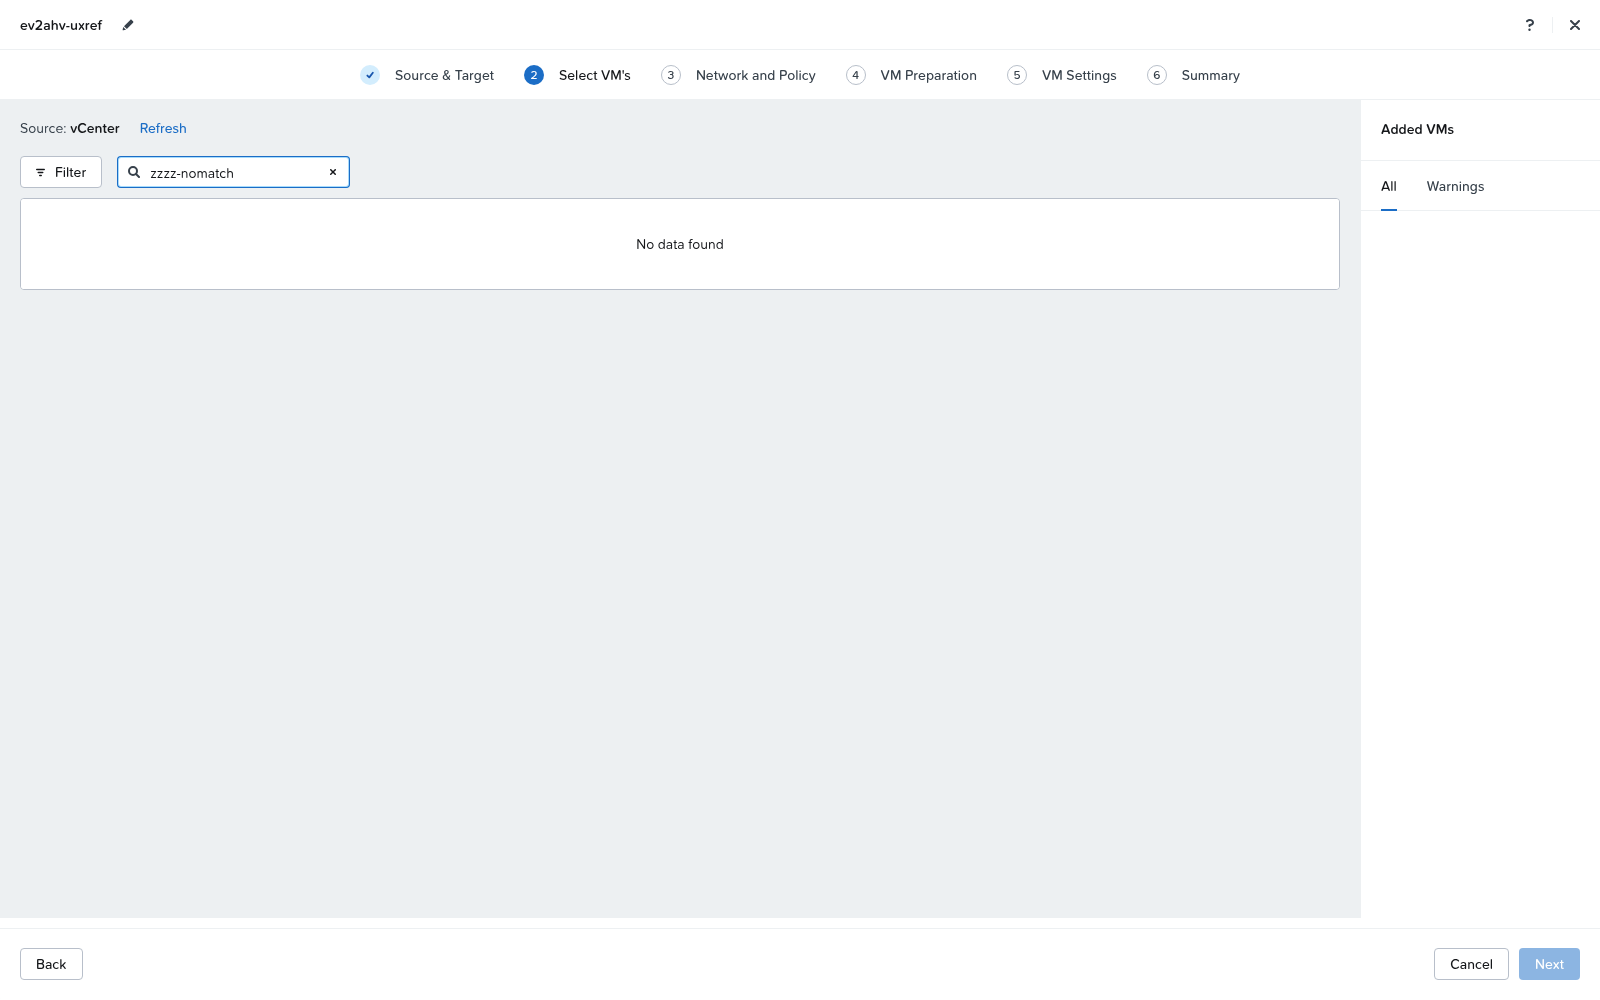 ev2ahv-uxref
?
Source & Target
2 Select VM's
3 Network and Policy
4 VM Preparation
5 VM Settings
6 Summary
Source: vCenter Refresh
Filter
zzzz-nomatch
No data found
Added VMs
All Warnings
Back
Cancel
Next